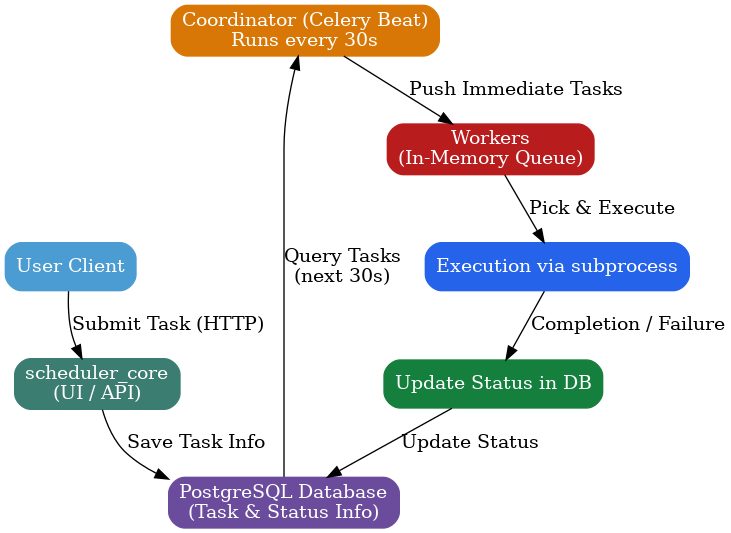 Coordinator (Celery Beat)
Runs every 30s
Push Immediate Tasks
Workers
(In-Memory Queue)
Pick & Execute
User Client
Query Tasks
(next 30s)
Execution via subprocess
Submit Task (HTTP)
Completion / Failure
scheduler_core
(UI / API)
Update Status in DB
Save Task Info
Update Status
PostgreSQL Database
(Task & Status Info)